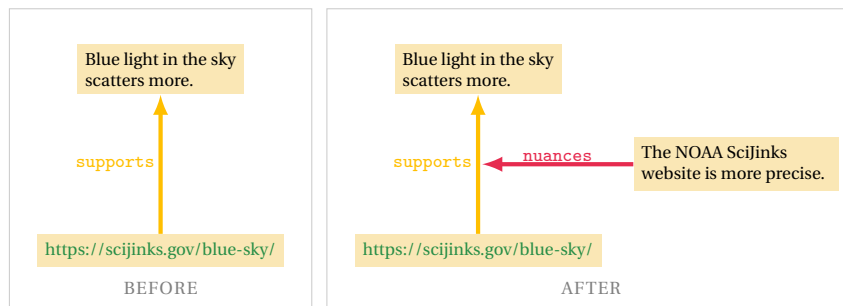 Blue light in the sky
scatters more.
supports
https://scijinks.gov/blue-sky/
BEFORE
Blue light in the sky
scatters more.
supports
nuances
The NOAA SciJinks
website is more precise.
https://scijinks.gov/blue-sky/
AFTER